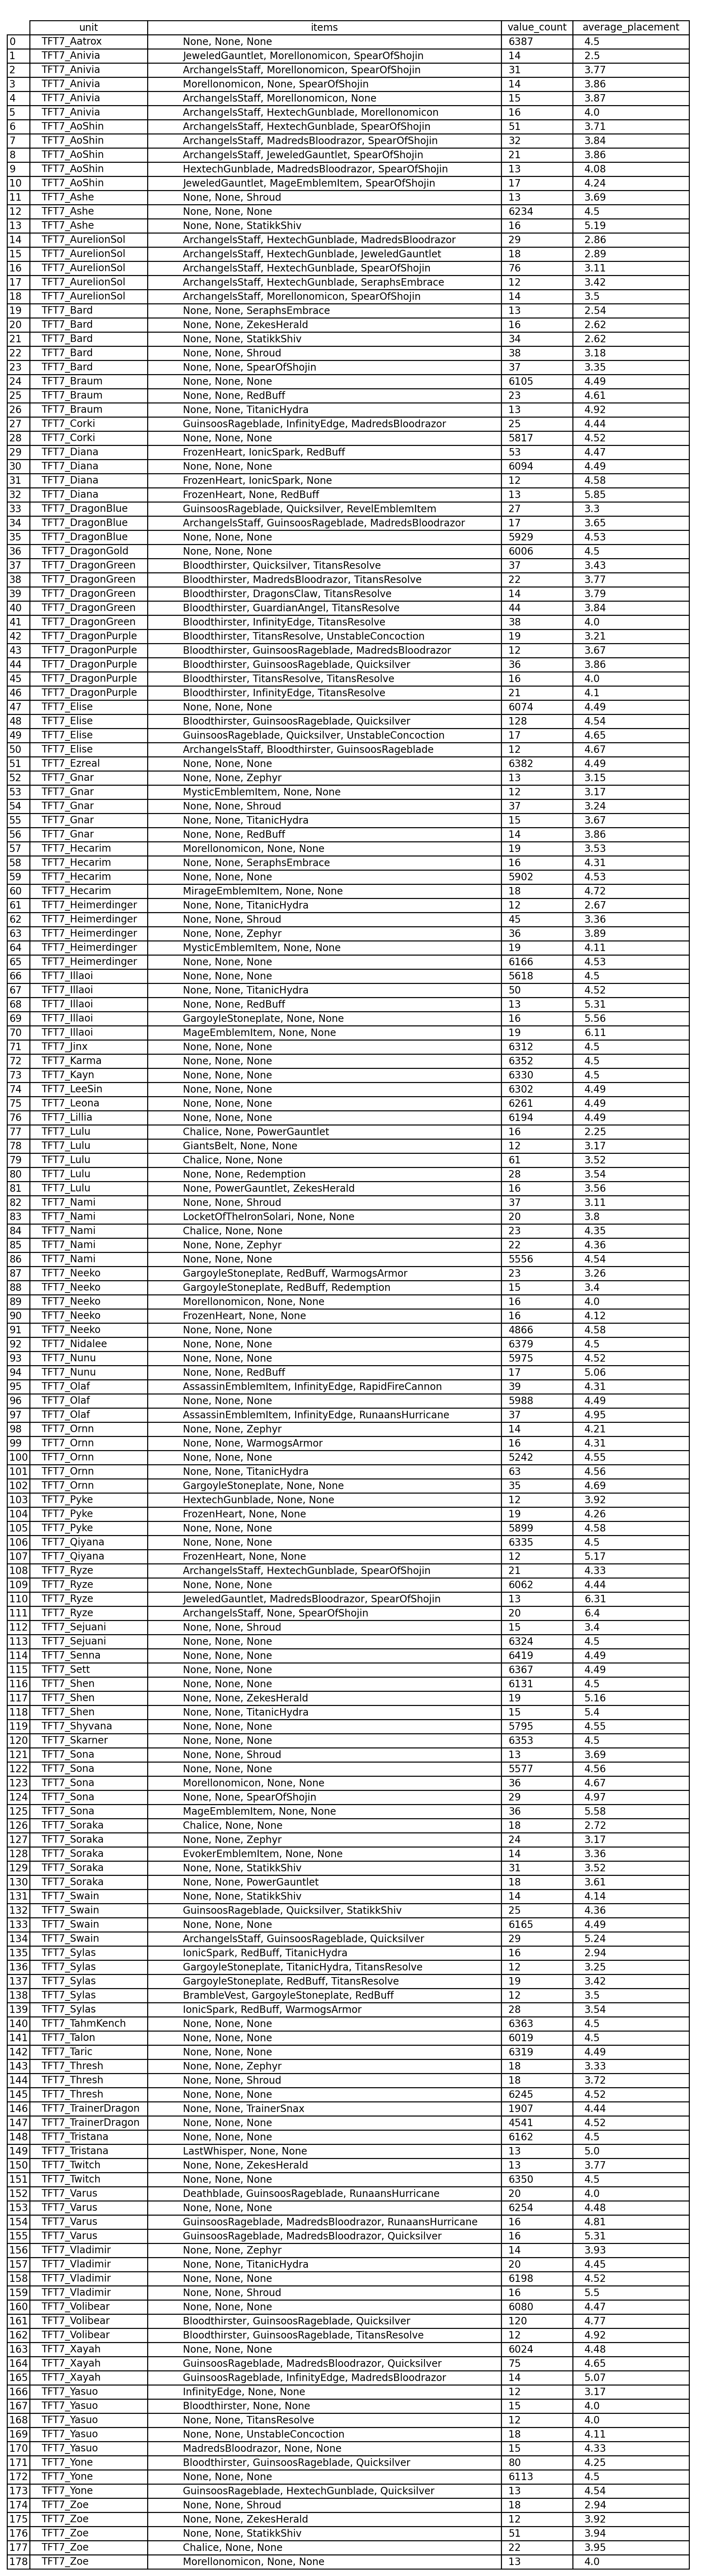 unit items value_count average_placement
0 TFT7_Aatrox None, None, None 6387 4.5
1 TFT7_Anivia JeweledGauntlet, Morellonomicon, SpearOfShojin 14 2.5
2 TFT7_Anivia ArchangelsStaff, Morellonomicon, SpearOfShojin 31 3.77
3 TFT7_Anivia Morellonomicon, None, SpearOfShojin 14 3.86
4 TFT7_Anivia ArchangelsStaff, Morellonomicon, None 15 3.87
5 TFT7_Anivia ArchangelsStaff, HextechGunblade, Morellonomicon 16 4.0
6 TFT7_AoShin ArchangelsStaff, HextechGunblade, SpearOfShojin 51 3.71
7 TFT7_AoShin ArchangelsStaff, MadredsBloodrazor, SpearOfShojin 32 3.84
8 TFT7_AoShin ArchangelsStaff, JeweledGauntlet, SpearOfShojin 21 3.86
9 TFT7_AoShin HextechGunblade, MadredsBloodrazor, SpearOfShojin 13 4.08
10 TFT7_AoShin JeweledGauntlet, MageEmblemItem, SpearOfShojin 17 4.24
11 TFT7_Ashe None, None, Shroud 13 3.69
12 TFT7_Ashe None, None, None 6234 4.5
13 TFT7_Ashe None, None, StatikkShiv 16 5.19
14 TFT7_AurelionSol ArchangelsStaff, HextechGunblade, MadredsBloodrazor 29 2.86
15 TFT7_AurelionSol ArchangelsStaff, HextechGunblade, JeweledGauntlet 18 2.89
16 TFT7_AurelionSol ArchangelsStaff, HextechGunblade, SpearOfShojin 76 3.11
17 TFT7_AurelionSol ArchangelsStaff, HextechGunblade, SeraphsEmbrace 12 3.42
18 TFT7_AurelionSol ArchangelsStaff, Morellonomicon, SpearOfShojin 14 3.5
19 TFT7_Bard None, None, SeraphsEmbrace 13 2.54
20 TFT7_Bard None, None, ZekesHerald 16 2.62
21 TFT7_Bard None, None, StatikkShiv 34 2.62
22 TFT7_Bard None, None, Shroud 38 3.18
23 TFT7_Bard None, None, SpearOfShojin 37 3.35
24 TFT7_Braum None, None, None 6105 4.49
25 TFT7_Braum None, None, RedBuff 23 4.61
26 TFT7_Braum None, None, TitanicHydra 13 4.92
27 TFT7_Corki GuinsoosRageblade, InfinityEdge, MadredsBloodrazor 25 4.44
28 TFT7_Corki None, None, None 5817 4.52
29 TFT7_Diana FrozenHeart, IonicSpark, RedBuff 53 4.47
30 TFT7_Diana None, None, None 6094 4.49
31 TFT7_Diana FrozenHeart, IonicSpark, None 12 4.58
32 TFT7_Diana FrozenHeart, None, RedBuff 13 5.85
33 TFT7_DragonBlue GuinsoosRageblade, Quicksilver, RevelEmblemItem 27 3.3
34 TFT7_DragonBlue ArchangelsStaff, GuinsoosRageblade, MadredsBloodrazor 17 3.65
35 TFT7_DragonBlue None, None, None 5929 4.53
36 TFT7_DragonGold None, None, None 6006 4.5
37 TFT7_DragonGreen Bloodthirster, Quicksilver, TitansResolve 37 3.43
38 TFT7_DragonGreen Bloodthirster, MadredsBloodrazor, TitansResolve 22 3.77
39 TFT7_DragonGreen Bloodthirster, DragonsClaw, TitansResolve 14 3.79
40 TFT7_DragonGreen Bloodthirster, GuardianAngel, TitansResolve 44 3.84
41 TFT7_DragonGreen Bloodthirster, InfinityEdge, TitansResolve 38 4.0
42 TFT7_DragonPurple Bloodthirster, TitansResolve, UnstableConcoction 19 3.21
43 TFT7_DragonPurple Bloodthirster, GuinsoosRageblade, MadredsBloodrazor 12 3.67
44 TFT7_DragonPurple Bloodthirster, GuinsoosRageblade, Quicksilver 36 3.86
45 TFT7_DragonPurple Bloodthirster, TitansResolve, TitansResolve 16 4.0
46 TFT7_DragonPurple Bloodthirster, InfinityEdge, TitansResolve 21 4.1
47 TFT7_Elise None, None, None 6074 4.49
48 TFT7_Elise Bloodthirster, GuinsoosRageblade, Quicksilver 128 4.54
49 TFT7_Elise GuinsoosRageblade, Quicksilver, UnstableConcoction 17 4.65
50 TFT7_Elise ArchangelsStaff, Bloodthirster, GuinsoosRageblade 12 4.67
51 TFT7_Ezreal None, None, None 6382 4.49
52 TFT7_Gnar None, None, Zephyr 13 3.15
53 TFT7_Gnar MysticEmblemItem, None, None 12 3.17
54 TFT7_Gnar None, None, Shroud 37 3.24
55 TFT7_Gnar None, None, TitanicHydra 15 3.67
56 TFT7_Gnar None, None, RedBuff 14 3.86
57 TFT7_Hecarim Morellonomicon, None, None 19 3.53
58 TFT7_Hecarim None, None, SeraphsEmbrace 16 4.31
59 TFT7_Hecarim None, None, None 5902 4.53
60 TFT7_Hecarim MirageEmblemItem, None, None 18 4.72
61 TFT7_Heimerdinger None, None, TitanicHydra 12 2.67
62 TFT7_Heimerdinger None, None, Shroud 45 3.36
63 TFT7_Heimerdinger None, None, Zephyr 36 3.89
64 TFT7_Heimerdinger MysticEmblemItem, None, None 19 4.11
65 TFT7_Heimerdinger None, None, None 6166 4.53
66 TFT7_Illaoi None, None, None 5618 4.5
67 TFT7_Illaoi None, None, TitanicHydra 50 4.52
68 TFT7_Illaoi None, None, RedBuff 13 5.31
69 TFT7_Illaoi GargoyleStoneplate, None, None 16 5.56
70 TFT7_Illaoi MageEmblemItem, None, None 19 6.11
71 TFT7_Jinx None, None, None 6312 4.5
72 TFT7_Karma None, None, None 6352 4.5
73 TFT7_Kayn None, None, None 6330 4.5
74 TFT7_LeeSin None, None, None 6302 4.49
75 TFT7_Leona None, None, None 6261 4.49
76 TFT7_Lillia None, None, None 6194 4.49
77 TFT7_Lulu Chalice, None, PowerGauntlet 16 2.25
78 TFT7_Lulu GiantsBelt, None, None 12 3.17
79 TFT7_Lulu Chalice, None, None 61 3.52
80 TFT7_Lulu None, None, Redemption 28 3.54
81 TFT7_Lulu None, PowerGauntlet, ZekesHerald 16 3.56
82 TFT7_Nami None, None, Shroud 37 3.11
83 TFT7_Nami LocketOfTheIronSolari, None, None 20 3.8
84 TFT7_Nami Chalice, None, None 23 4.35
85 TFT7_Nami None, None, Zephyr 22 4.36
86 TFT7_Nami None, None, None 5556 4.54
87 TFT7_Neeko GargoyleStoneplate, RedBuff, WarmogsArmor 23 3.26
88 TFT7_Neeko GargoyleStoneplate, RedBuff, Redemption 15 3.4
89 TFT7_Neeko Morellonomicon, None, None 16 4.0
90 TFT7_Neeko FrozenHeart, None, None 16 4.12
91 TFT7_Neeko None, None, None 4866 4.58
92 TFT7_Nidalee None, None, None 6379 4.5
93 TFT7_Nunu None, None, None 5975 4.52
94 TFT7_Nunu None, None, RedBuff 17 5.06
95 TFT7_Olaf AssassinEmblemItem, InfinityEdge, RapidFireCannon 39 4.31
96 TFT7_Olaf None, None, None 5988 4.49
97 TFT7_Olaf AssassinEmblemItem, InfinityEdge, RunaansHurricane 37 4.95
98 TFT7_Ornn None, None, Zephyr 14 4.21
99 TFT7_Ornn None, None, WarmogsArmor 16 4.31
100 TFT7_Ornn None, None, None 5242 4.55
101 TFT7_Ornn None, None, TitanicHydra 63 4.56
102 TFT7_Ornn GargoyleStoneplate, None, None 35 4.69
103 TFT7_Pyke HextechGunblade, None, None 12 3.92
104 TFT7_Pyke FrozenHeart, None, None 19 4.26
105 TFT7_Pyke None, None, None 5899 4.58
106 TFT7_Qiyana None, None, None 6335 4.5
107 TFT7_Qiyana FrozenHeart, None, None 12 5.17
108 TFT7_Ryze ArchangelsStaff, HextechGunblade, SpearOfShojin 21 4.33
109 TFT7_Ryze None, None, None 6062 4.44
110 TFT7_Ryze JeweledGauntlet, MadredsBloodrazor, SpearOfShojin 13 6.31
111 TFT7_Ryze ArchangelsStaff, None, SpearOfShojin 20 6.4
112 TFT7_Sejuani None, None, Shroud 15 3.4
113 TFT7_Sejuani None, None, None 6324 4.5
114 TFT7_Senna None, None, None 6419 4.49
115 TFT7_Sett None, None, None 6367 4.49
116 TFT7_Shen None, None, None 6131 4.5
117 TFT7_Shen None, None, ZekesHerald 19 5.16
118 TFT7_Shen None, None, TitanicHydra 15 5.4
119 TFT7_Shyvana None, None, None 5795 4.55
120 TFT7_Skarner None, None, None 6353 4.5
121 TFT7_Sona None, None, Shroud 13 3.69
122 TFT7_Sona None, None, None 5577 4.56
123 TFT7_Sona Morellonomicon, None, None 36 4.67
124 TFT7_Sona None, None, SpearOfShojin 29 4.97
125 TFT7_Sona MageEmblemItem, None, None 36 5.58
126 TFT7_Soraka Chalice, None, None 18 2.72
127 TFT7_Soraka None, None, Zephyr 24 3.17
128 TFT7_Soraka EvokerEmblemItem, None, None 14 3.36
129 TFT7_Soraka None, None, StatikkShiv 31 3.52
130 TFT7_Soraka None, None, PowerGauntlet 18 3.61
131 TFT7_Swain None, None, StatikkShiv 14 4.14
132 TFT7_Swain GuinsoosRageblade, Quicksilver, StatikkShiv 25 4.36
133 TFT7_Swain None, None, None 6165 4.49
134 TFT7_Swain ArchangelsStaff, GuinsoosRageblade, Quicksilver 29 5.24
135 TFT7_Sylas IonicSpark, RedBuff, TitanicHydra 16 2.94
136 TFT7_Sylas GargoyleStoneplate, TitanicHydra, TitansResolve 12 3.25
137 TFT7_Sylas GargoyleStoneplate, RedBuff, TitansResolve 19 3.42
138 TFT7_Sylas BrambleVest, GargoyleStoneplate, RedBuff 12 3.5
139 TFT7_Sylas IonicSpark, RedBuff, WarmogsArmor 28 3.54
140 TFT7_TahmKench None, None, None 6363 4.5
141 TFT7_Talon None, None, None 6019 4.5
142 TFT7_Taric None, None, None 6319 4.49
143 TFT7_Thresh None, None, Zephyr 18 3.33
144 TFT7_Thresh None, None, Shroud 18 3.72
145 TFT7_Thresh None, None, None 6245 4.52
146 TFT7_TrainerDragon None, None, TrainerSnax 1907 4.44
147 TFT7_TrainerDragon None, None, None 4541 4.52
148 TFT7_Tristana None, None, None 6162 4.5
149 TFT7_Tristana LastWhisper, None, None 13 5.0
150 TFT7_Twitch None, None, ZekesHerald 13 3.77
151 TFT7_Twitch None, None, None 6350 4.5
152 TFT7_Varus Deathblade, GuinsoosRageblade, RunaansHurricane 20 4.0
153 TFT7_Varus None, None, None 6254 4.48
154 TFT7_Varus GuinsoosRageblade, MadredsBloodrazor, RunaansHurricane 16 4.81
155 TFT7_Varus GuinsoosRageblade, MadredsBloodrazor, Quicksilver 16 5.31
156 TFT7_Vladimir None, None, Zephyr 14 3.93
157 TFT7_Vladimir None, None, TitanicHydra 20 4.45
158 TFT7_Vladimir None, None, None 6198 4.52
159 TFT7_Vladimir None, None, Shroud 16 5.5
160 TFT7_Volibear None, None, None 6080 4.47
161 TFT7_Volibear Bloodthirster, GuinsoosRageblade, Quicksilver 120 4.77
162 TFT7_Volibear Bloodthirster, GuinsoosRageblade, TitansResolve 12 4.92
163 TFT7_Xayah None, None, None 6024 4.48
164 TFT7_Xayah GuinsoosRageblade, MadredsBloodrazor, Quicksilver 75 4.65
165 TFT7_Xayah GuinsoosRageblade, InfinityEdge, MadredsBloodrazor 14 5.07
166 TFT7_Yasuo InfinityEdge, None, None 12 3.17
167 TFT7_Yasuo Bloodthirster, None, None 15 4.0
168 TFT7_Yasuo None, None, TitansResolve 12 4.0
169 TFT7_Yasuo None, None, UnstableConcoction 18 4.11
170 TFT7_Yasuo MadredsBloodrazor, None, None 15 4.33
171 TFT7_Yone Bloodthirster, GuinsoosRageblade, Quicksilver 80 4.25
172 TFT7_Yone None, None, None 6113 4.5
173 TFT7_Yone GuinsoosRageblade, HextechGunblade, Quicksilver 13 4.54
174 TFT7_Zoe None, None, Shroud 18 2.94
175 TFT7_Zoe None, None, ZekesHerald 12 3.92
176 TFT7_Zoe None, None, StatikkShiv 51 3.94
177 TFT7_Zoe Chalice, None, None 22 3.95
178 TFT7_Zoe Morellonomicon, None, None 13 4.0